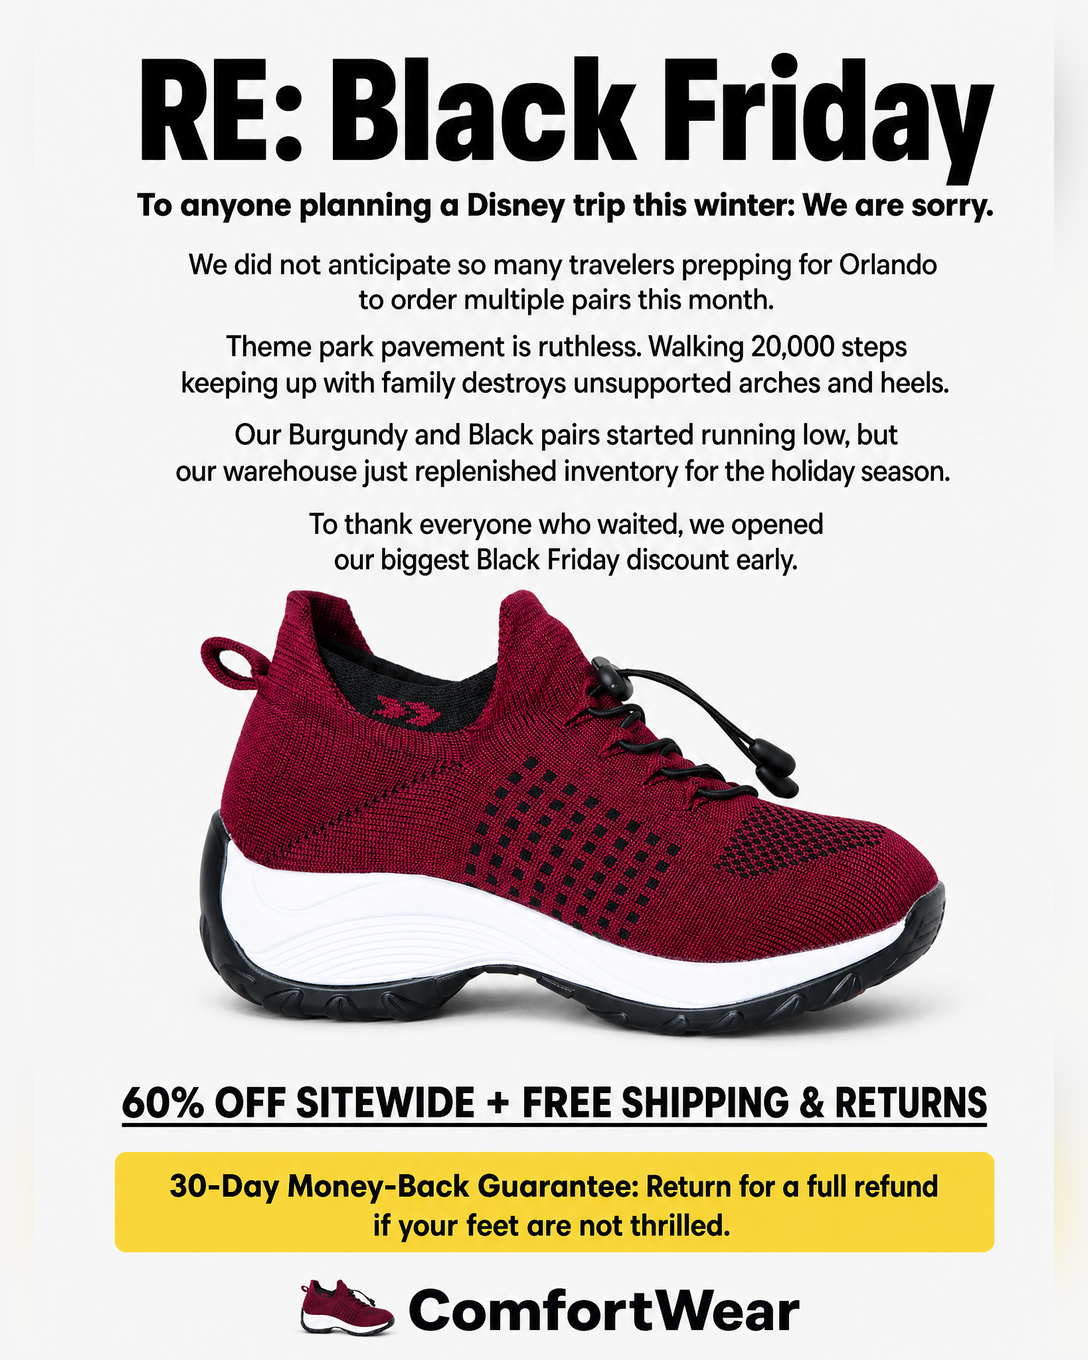 RE: Black Friday
To anyone planning a Disney trip this winter: We are sorry.
We did not anticipate so many travelers prepping for Orlando
to order multiple pairs this month.
Theme park pavement is ruthless. Walking 20,000 steps
keeping up with family destroys unsupported arches and heels.
Our Burgundy and Black pairs started running low, but
our warehouse just replenished inventory for the holiday season.
To thank everyone who waited, we opened
our biggest Black Friday discount early.
60% OFF SITEWIDE + FREE SHIPPING & RETURNS
30-Day Money-Back Guarantee: Return for a full refund
if your feet are not thrilled.
ComfortWear